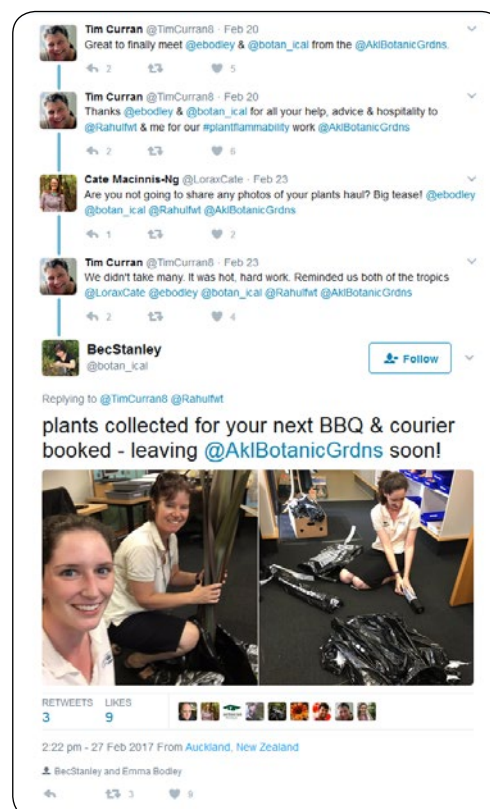 Tim Curran @TimCurran8 · Feb 20
Great to finally meet @ebodley & @botan_ical from the @AklBotanicGrdns.
2 5
Tim Curran @TimCurran8 · Feb 20
Thanks @ebodley & @botan_ical for all your help, advice & hospitality to
@Rahulfwt & me for our #plantflammability work @AklBotanicGrdns
2 6
Cate Macinnis-Ng @LoraxCate · Feb 23
Are you not going to share any photos of your plants haul? Big tease! @ebodley
@botan_ical @Rahulfwt @AklBotanicGrdns
1 2
Tim Curran @TimCurran8 · Feb 23
We didn't take many. It was hot, hard work. Reminded us both of the tropics
@LoraxCate @ebodley @botan_ical @Rahulfwt @AklBotanicGrdns
2 4
BecStanley
@botan_ical
Follow
Replying to @TimCurran8 @Rahulfwt
plants collected for your next BBQ & courier
booked - leaving @AklBotanicGrdns soon!
RETWEETS LIKES
3 9
2:22 pm - 27 Feb 2017 From Auckland, New Zealand
BecStanley and Emma Bodley
3 9